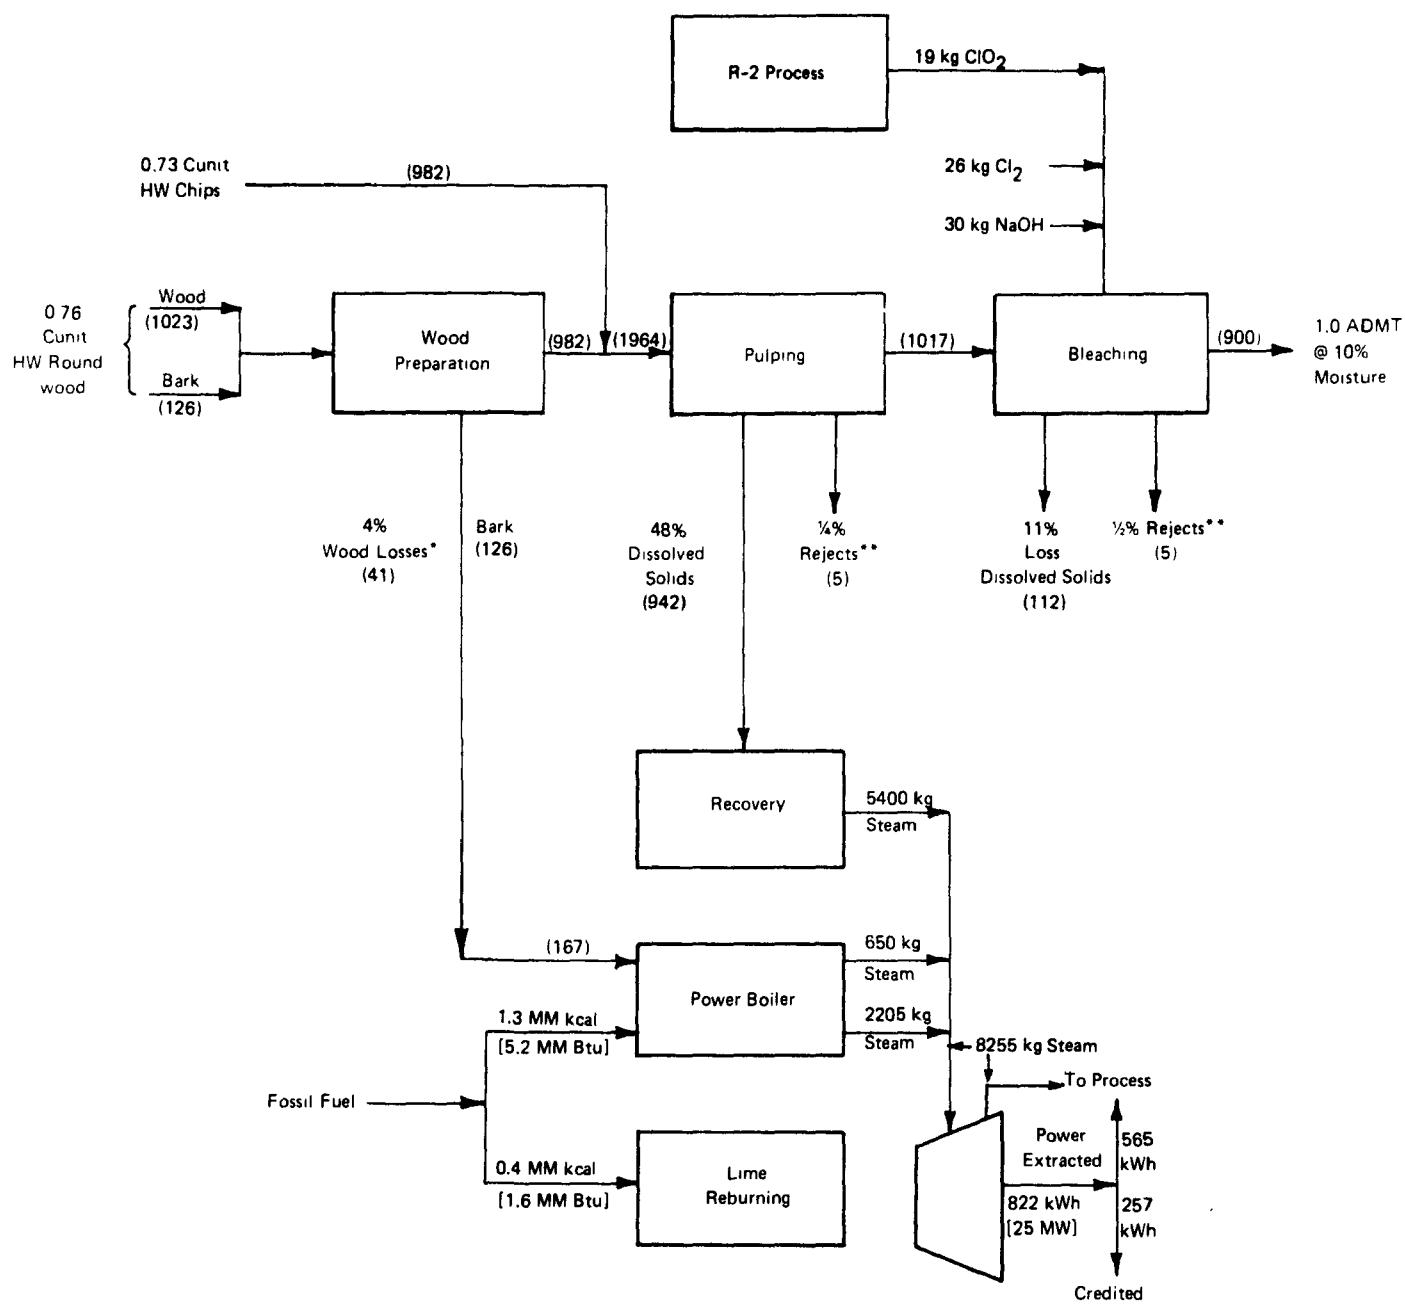 R-2 Process
19 kg ClO2
26 kg Cl2
30 kg NaOH
0.73 Cunit
HW Chips
(982)
0 76
Cunit
HW Round
wood
Wood
(1023)
Bark
(126)
Wood
Preparation
(982)
(1964)
Pulping
(1017)
Bleaching
(900)
1.0 ADMT
@ 10%
Moisture
4%
Wood Losses*
(41)
Bark
(126)
48%
Dissolved
Solids
(942)
¼%
Rejects**
(5)
11%
Loss
Dissolved Solids
(112)
½% Rejects**
(5)
Recovery
5400 kg
Steam
(167)
Power Boiler
650 kg
Steam
2205 kg
Steam
1.3 MM kcal
[5.2 MM Btu]
Fossil Fuel
0.4 MM kcal
[1.6 MM Btu]
Lime
Reburning
8255 kg Steam
To Process
Power
Extracted
565
kWh
822 kWh
[25 MW]
257
kWh
Credited